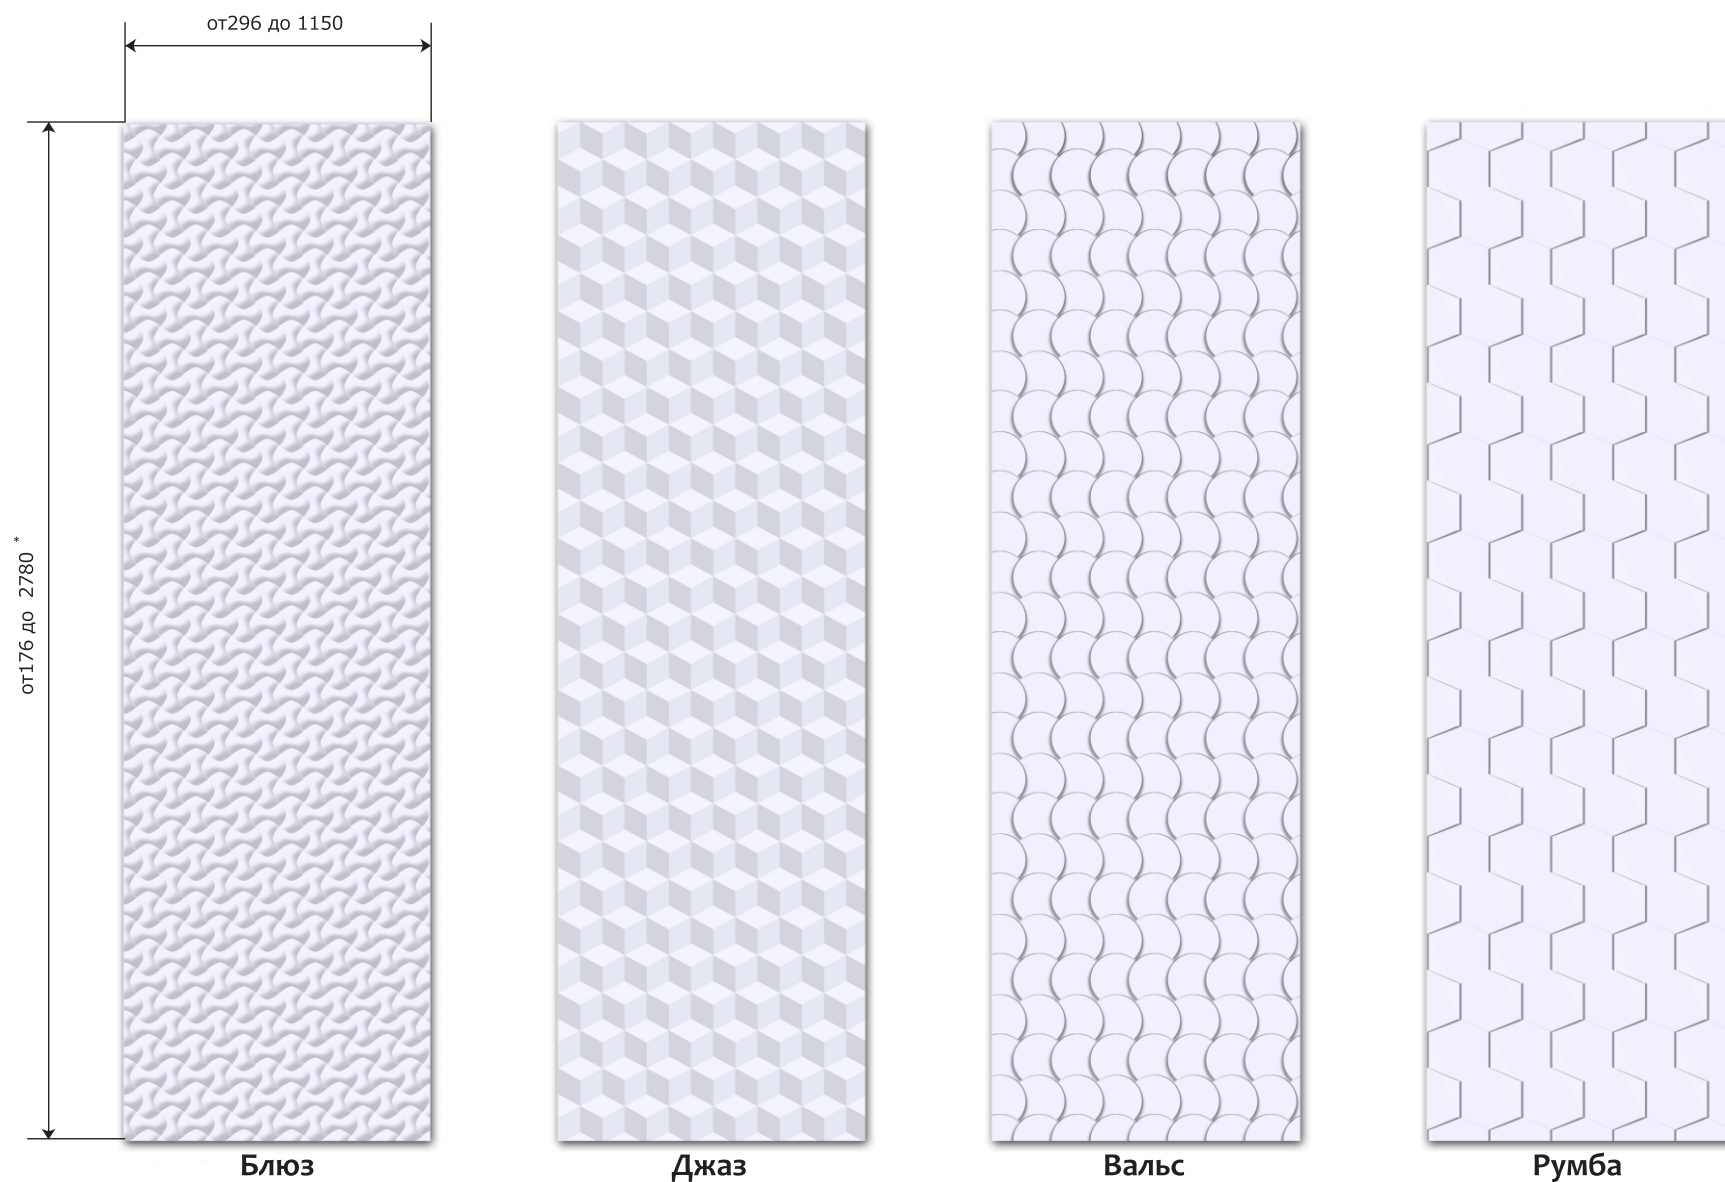 от296 до 1150
от176 до 2780 *
Блюз
Джаз
Вальс
Румба